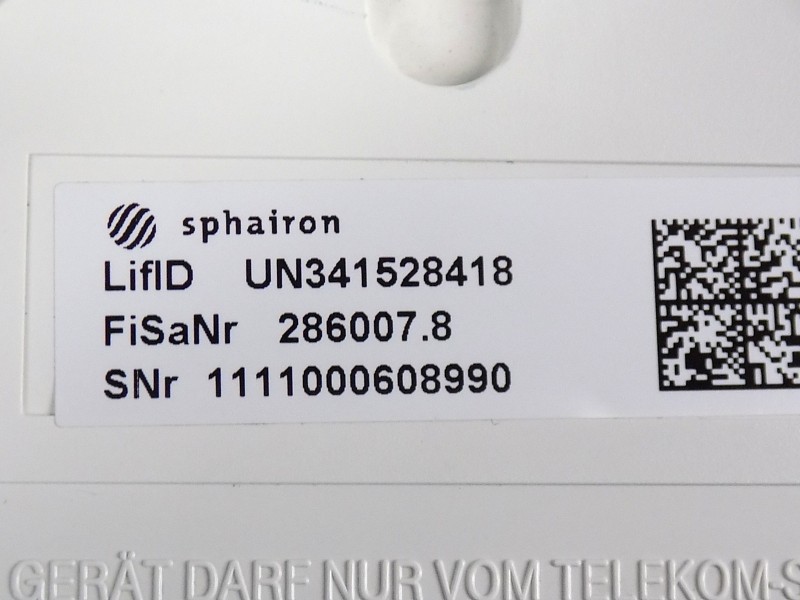 sphairon
LifID UN341528418
FiSaNr 286007.8
SNr 1111000608990
GERÄT DARF NUR VOM TELEKOM-S